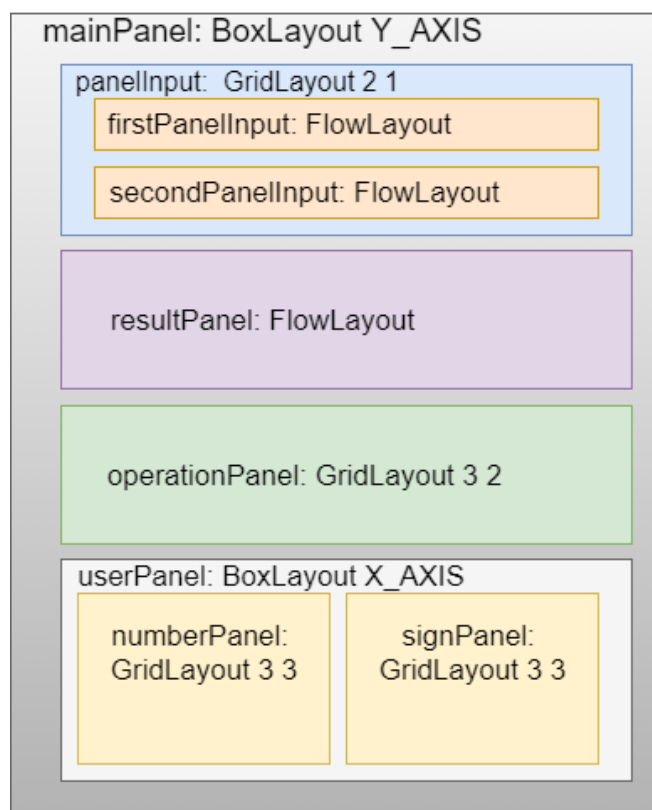 mainPanel: BoxLayout Y_AXIS
panelInput: GridLayout 2 1
firstPanelInput: FlowLayout
secondPanelInput: FlowLayout
resultPanel: FlowLayout
operationPanel: GridLayout 3 2
userPanel: BoxLayout X_AXIS
numberPanel:
GridLayout 3 3
signPanel:
GridLayout 3 3